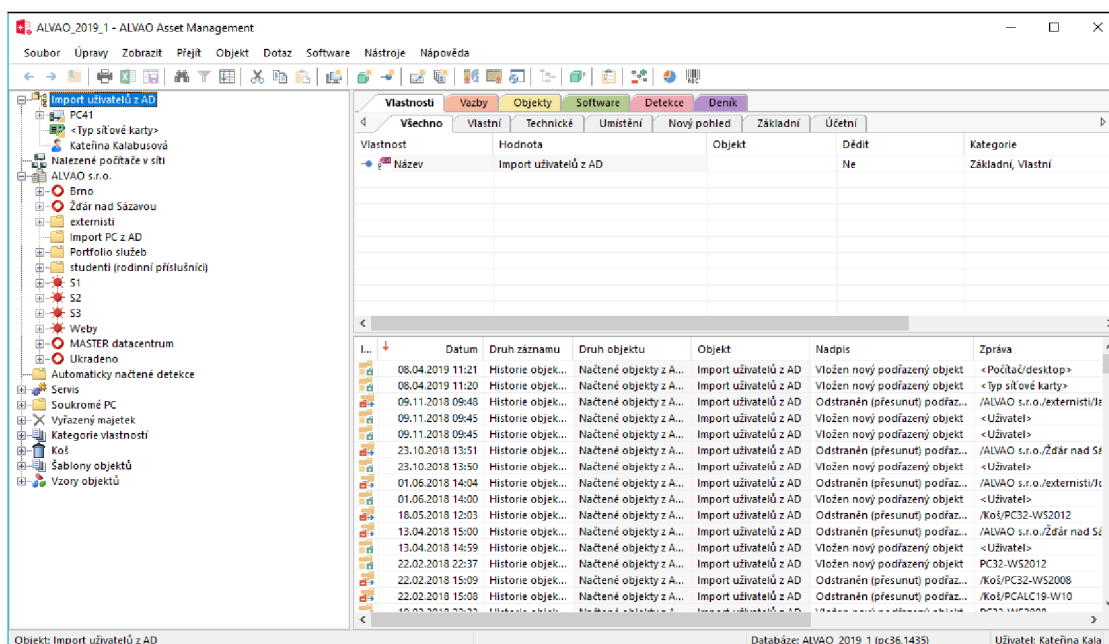 ALVAO_2019_1 - ALVAO Asset Management
Soubor Úpravy Zobrazit Přejít Objekt Dotaz Software Nástroje Nápověda
Import uživatelů z AD
PC41
<Typ síťové karty>
Kateřina Kalabusová
Nalezené počítače v síti
ALVAO s.r.o.
Brno
Žďár nad Sázavou
externisti
Import PC z AD
Portfolio služeb
studenti (rodinní příslušníci)
S1
S2
S3
Weby
MASTER datacentrum
Ukradeno
Automaticky načtené detekce
Servis
Soukromé PC
Vyřazený majetek
Kategorie vlastností
Koš
Šablony objektů
Vzory objektů
Vlastnosti Vazby Objekty Software Detekce Deník
Všechno Vlastní Technické Umístění Nový pohled Základní Účetní
Vlastnost Hodnota Objekt Dědit Kategorie
Název Import uživatelů z AD Ne Základní, Vlastní
I... Datum Druh záznamu Druh objektu Objekt Nadpis Zpráva
08.04.2019 11:21 Historie objek... Načtené objekty z A... Import uživatelů z AD Vložen nový podřazený objekt <Počítač/desktop>
08.04.2019 11:20 Historie objek... Načtené objekty z A... Import uživatelů z AD Vložen nový podřazený objekt <Typ síťové karty>
09.11.2018 09:48 Historie objek... Načtené objekty z A... Import uživatelů z AD Odstraněn (přesunut) podřaz... /ALVAO s.r.o./externisti/Ja
09.11.2018 09:45 Historie objek... Načtené objekty z A... Import uživatelů z AD Vložen nový podřazený objekt <Uživatel>
09.11.2018 09:45 Historie objek... Načtené objekty z A... Import uživatelů z AD Vložen nový podřazený objekt <Uživatel>
23.10.2018 13:51 Historie objek... Načtené objekty z A... Import uživatelů z AD Odstraněn (přesunut) podřaz... /ALVAO s.r.o./Žďár nad Sá
23.10.2018 13:50 Historie objek... Načtené objekty z A... Import uživatelů z AD Vložen nový podřazený objekt <Uživatel>
01.06.2018 14:04 Historie objek... Načtené objekty z A... Import uživatelů z AD Odstraněn (přesunut) podřaz... /ALVAO s.r.o./externisti/Jo
01.06.2018 14:00 Historie objek... Načtené objekty z A... Import uživatelů z AD Vložen nový podřazený objekt <Uživatel>
18.05.2018 12:03 Historie objek... Načtené objekty z A... Import uživatelů z AD Odstraněn (přesunut) podřaz... /Koš/PC32-WS2012
13.04.2018 15:00 Historie objek... Načtené objekty z A... Import uživatelů z AD Odstraněn (přesunut) podřaz... /ALVAO s.r.o./Žďár nad Sá
13.04.2018 14:59 Historie objek... Načtené objekty z A... Import uživatelů z AD Vložen nový podřazený objekt <Uživatel>
22.02.2018 22:37 Historie objek... Načtené objekty z A... Import uživatelů z AD Vložen nový podřazený objekt PC32-WS2012
22.02.2018 15:09 Historie objek... Načtené objekty z A... Import uživatelů z AD Odstraněn (přesunut) podřaz... /Koš/PC32-WS2008
22.02.2018 15:08 Historie objek... Načtené objekty z A... Import uživatelů z AD Odstraněn (přesunut) podřaz... /Koš/PCALC19-W10
Objekt: Import uživatelů z AD Databáze: ALVAO_2019_1 (pc36,1435) Uživatel: Kateřina Kala